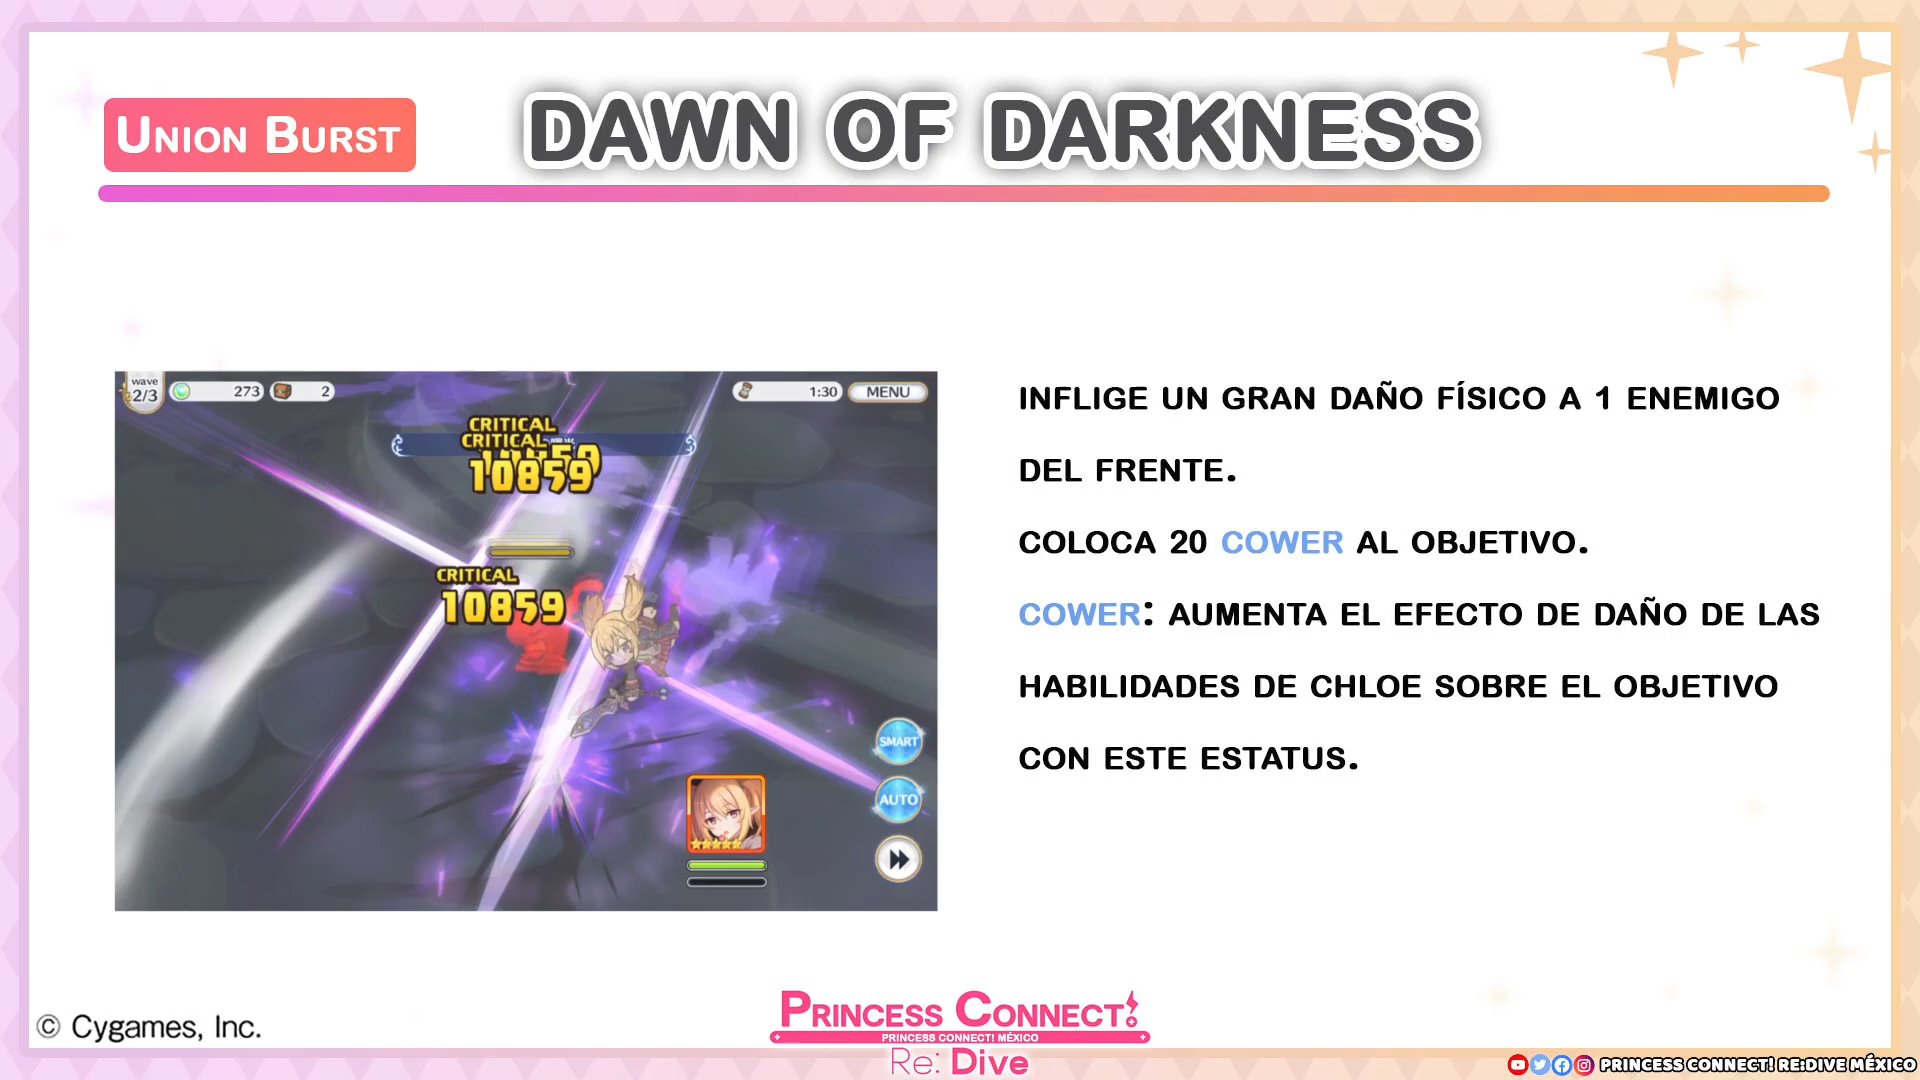 UNION BURST
DAWN OF DARKNESS
wave
2/3
273
2
1:30
MENU
CRITICAL
CRITICAL
10859
CRITICAL
10859
SMART
AUTO
INFLIGE UN GRAN DAÑO FÍSICO A 1 ENEMIGO
DEL FRENTE.
COLOCA 20 COWER AL OBJETIVO.
COWER: AUMENTA EL EFECTO DE DAÑO DE LAS
HABILIDADES DE CHLOE SOBRE EL OBJETIVO
CON ESTE ESTATUS.
© Cygames, Inc.
PRINCESS CONNECT!
PRINCESS CONNECT! MÉXICO
Re: Dive
PRINCESS CONNECT! RE:DIVE MÉXICO